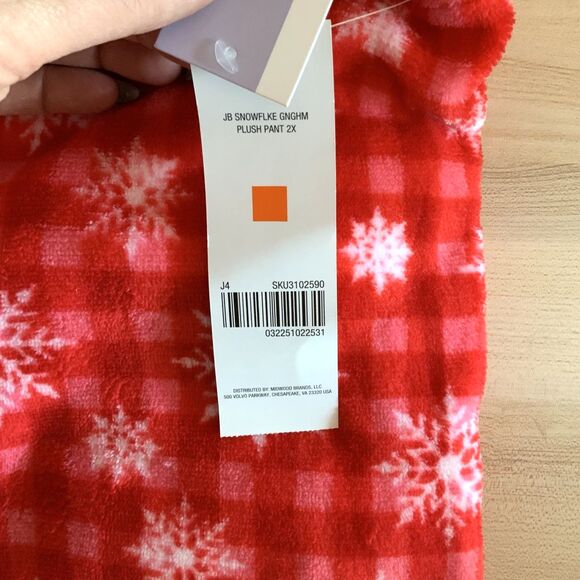 JB SNOWFLKE GNGHM
PLUSH PANT 2X
J4 SKU3102590
032251022531
DISTRIBUTED BY: MIDWOOD BRANDS, LLC
500 VOLVO PARKWAY, CHESAPEAKE, VA 23320 USA